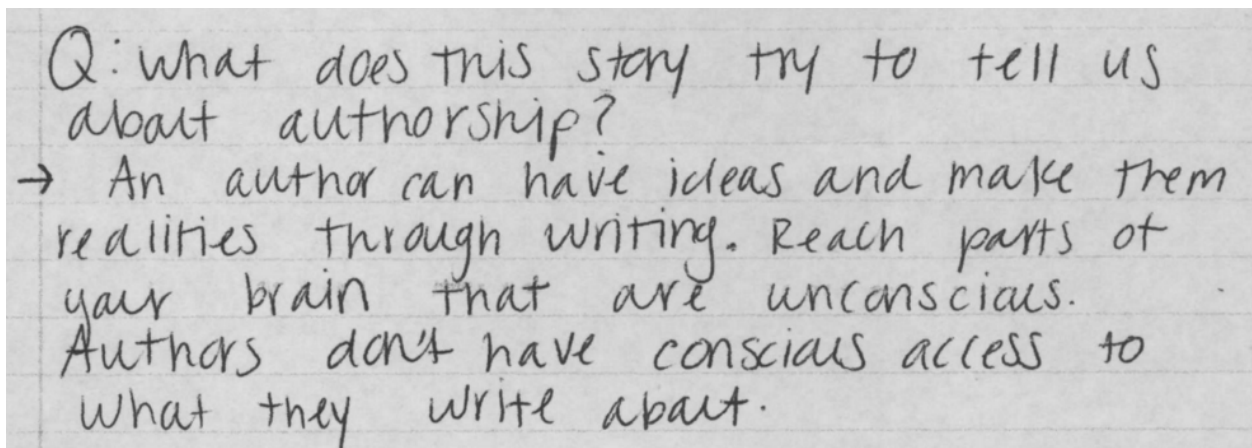 Q: What does this story try to tell us
about authorship?
→ An author can have ideas and make them
realities through writing. Reach parts of
your brain that are unconscious.
Authors don't have conscious access to
what they write about.